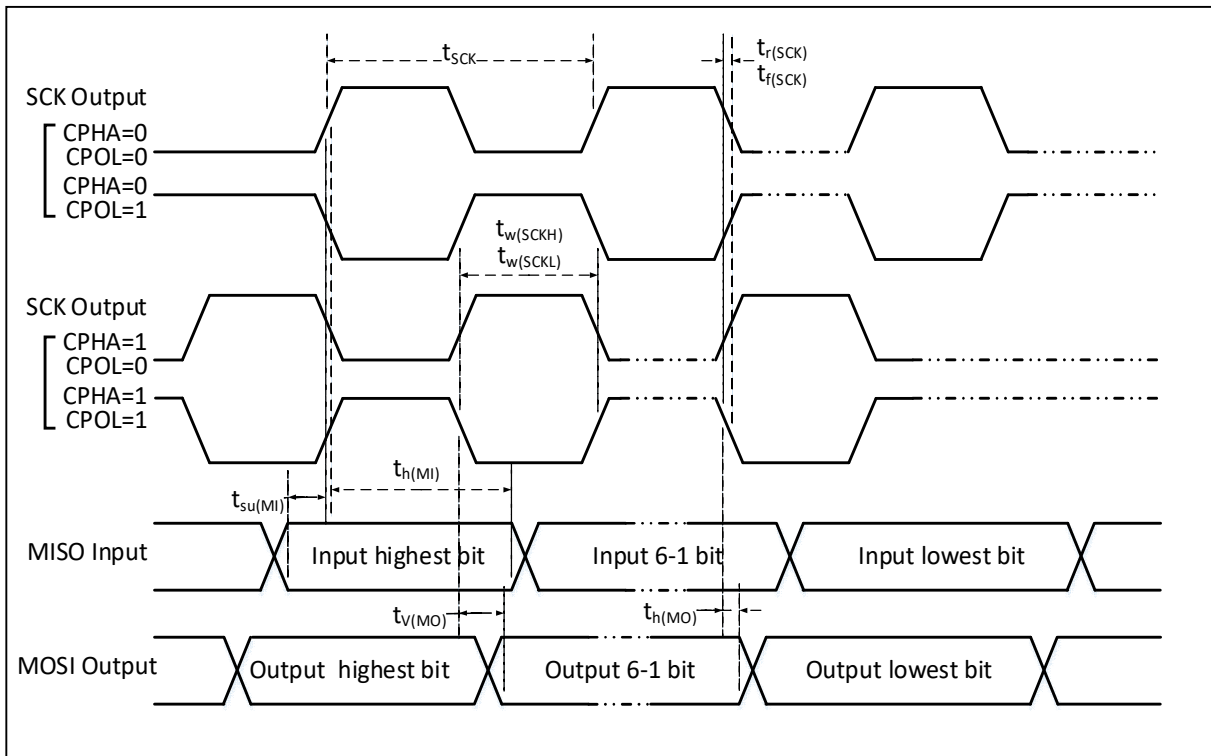 tSCK
tr(SCK)
tf(SCK)
SCK Output
CPHA=0
CPOL=0
CPHA=0
CPOL=1
tw(SCKH)
tw(SCKL)
SCK Output
CPHA=1
CPOL=0
CPHA=1
CPOL=1
th(MI)
tsu(MI)
MISO Input
Input highest bit
Input 6-1 bit
Input lowest bit
tV(MO)
th(MO)
MOSI Output
Output highest bit
Output 6-1 bit
Output lowest bit